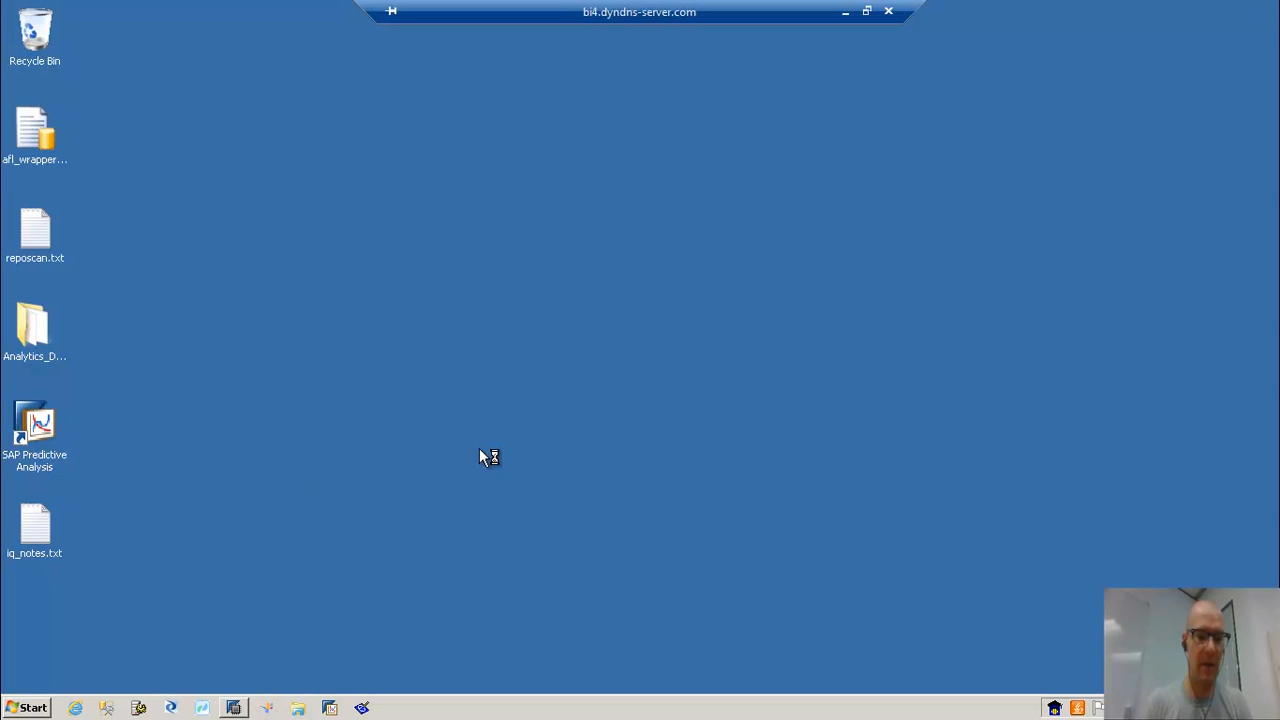 bi4.dyndns-server.com
Recycle Bin
afl_wrapper...
reposcan.txt
Analytics_D...
SAP Predictive
Analysis
iq_notes.txt
Start